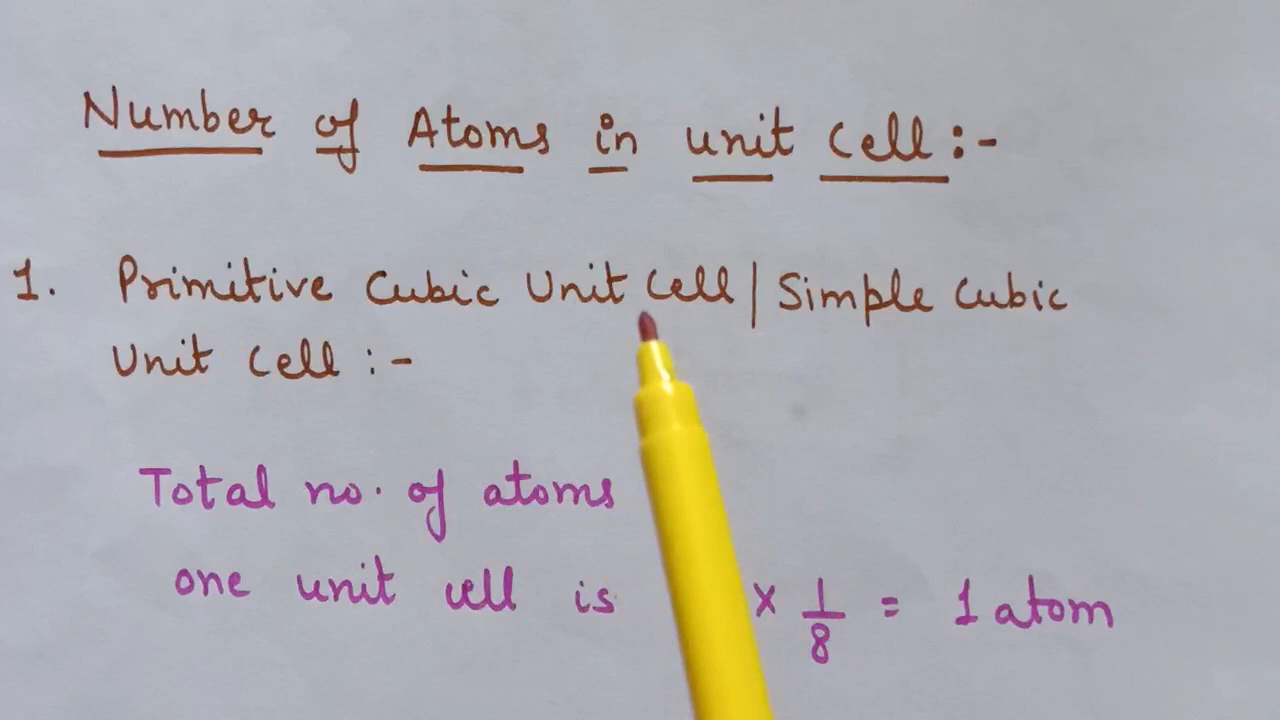 Number of Atoms in unit cell :-
1. Primitive Cubic Unit Cell | Simple Cubic
Unit Cell :-
Total no. of atoms
one unit cell is × 1/8 = 1 atom